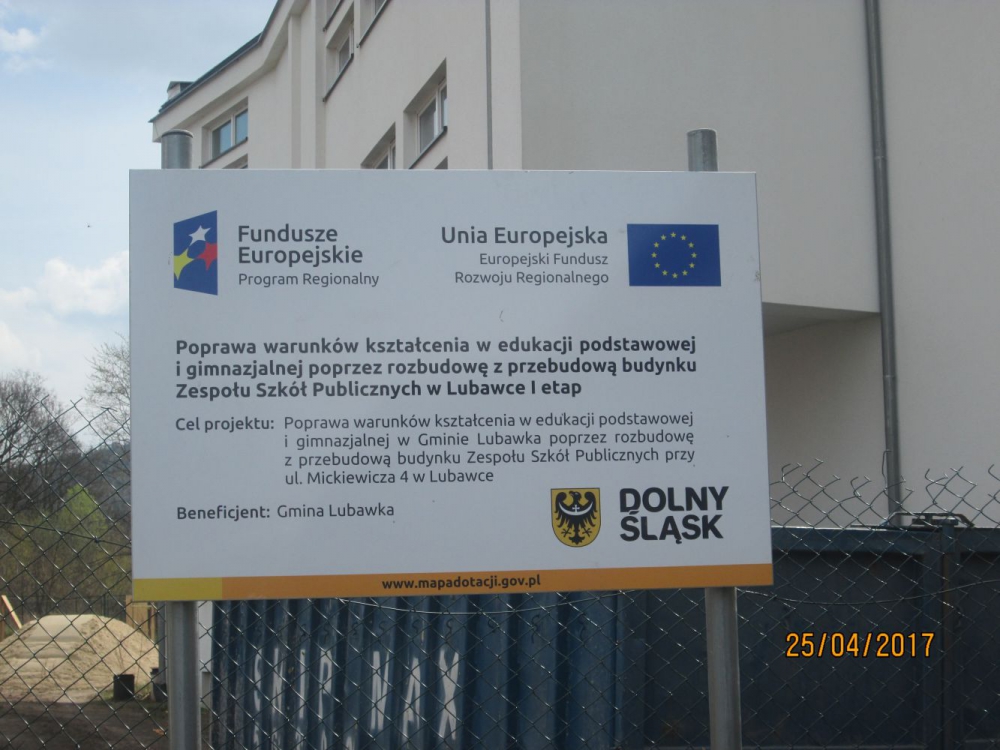 Fundusze
Europejskie
Program Regionalny
Unia Europejska
Europejski Fundusz
Rozwoju Regionalnego
Poprawa warunków kształcenia w edukacji podstawowej
i gimnazjalnej poprzez rozbudowę z przebudową budynku
Zespołu Szkół Publicznych w Lubawce I etap
Cel projektu: Poprawa warunków kształcenia w edukacji podstawowej
i gimnazjalnej w Gminie Lubawka poprzez rozbudowę
z przebudową budynku Zespołu Szkół Publicznych przy
ul. Mickiewicza 4 w Lubawce
Beneficjent: Gmina Lubawka
DOLNY
ŚLĄSK
www.mapadotacji.gov.pl
25/04/2017